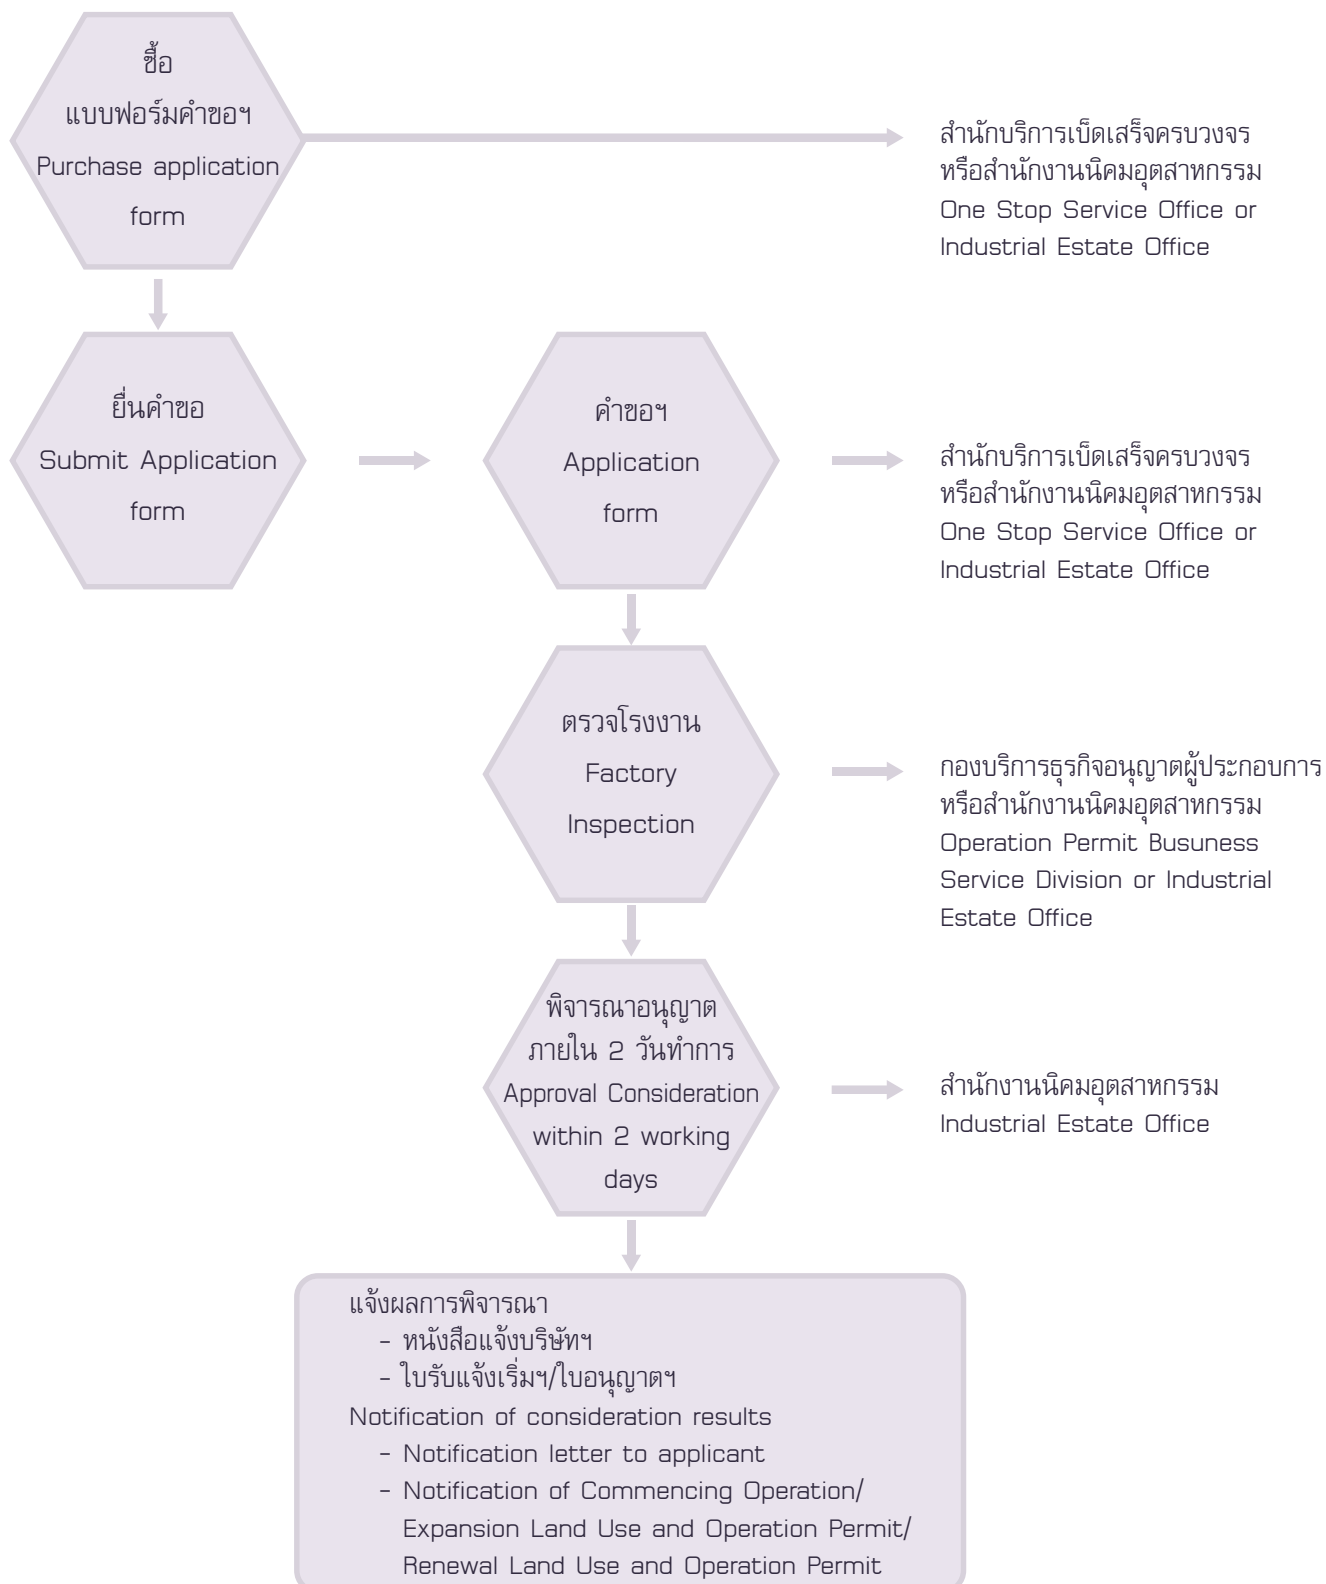 ซื้อ
แบบฟอร์มคำขอฯ
Purchase application
form
สำนักบริการเบ็ดเสร็จครบวงจร
หรือสำนักงานนิคมอุตสาหกรรม
One Stop Service Office or
Industrial Estate Office
ยื่นคำขอ
Submit Application
form
คำขอฯ
Application
form
สำนักบริการเบ็ดเสร็จครบวงจร
หรือสำนักงานนิคมอุตสาหกรรม
One Stop Service Office or
Industrial Estate Office
ตรวจโรงงาน
Factory
Inspection
กองบริการธุรกิจอนุญาตผู้ประกอบการ
หรือสำนักงานนิคมอุตสาหกรรม
Operation Permit Busuness
Service Division or Industrial
Estate Office
พิจารณาอนุญาต
ภายใน 2 วันทำการ
Approval Consideration
within 2 working
days
สำนักงานนิคมอุตสาหกรรม
Industrial Estate Office
แจ้งผลการพิจารณา
- หนังสือแจ้งบริษัทฯ
- ใบรับแจ้งเริ่มฯ/ใบอนุญาตฯ
Notification of consideration results
- Notification letter to applicant
- Notification of Commencing Operation/
Expansion Land Use and Operation Permit/
Renewal Land Use and Operation Permit